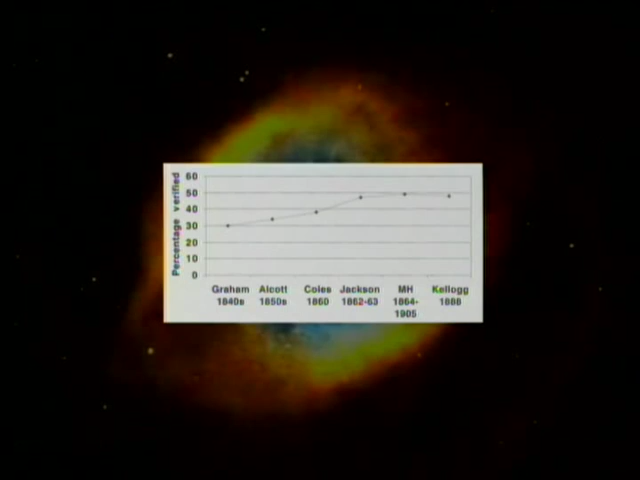 Percentage verified
60
50
40
30
20
10
0
Graham Alcott Coles Jackson MH Kellogg
1840s 1850s 1860 1862-63 1864- 1888
1905